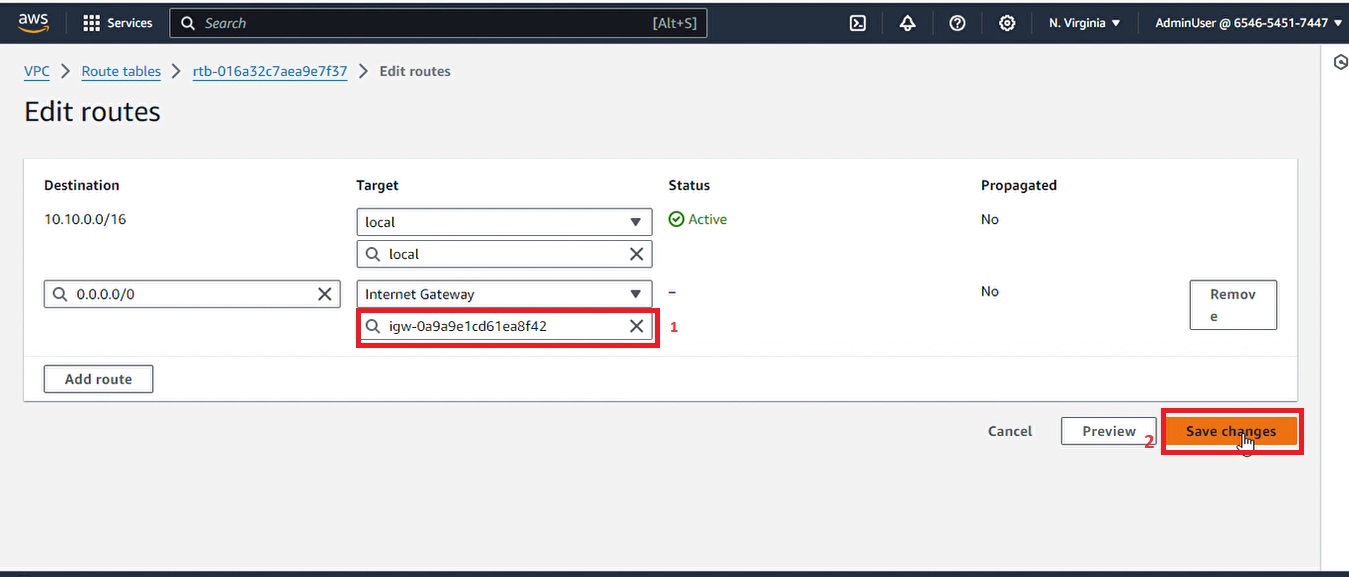 aws Services Search [Alt+S] N. Virginia AdminUser @ 6546-5451-7447
VPC Route tables rtb-016a32c7aea9e7f37 Edit routes
Edit routes
Destination Target Status Propagated
10.10.0.0/16 local Active No
local
0.0.0.0/0 Internet Gateway – No Remov
e
igw-0a9a9e1cd61ea8f42 1
Add route
Cancel Preview 2 Save changes